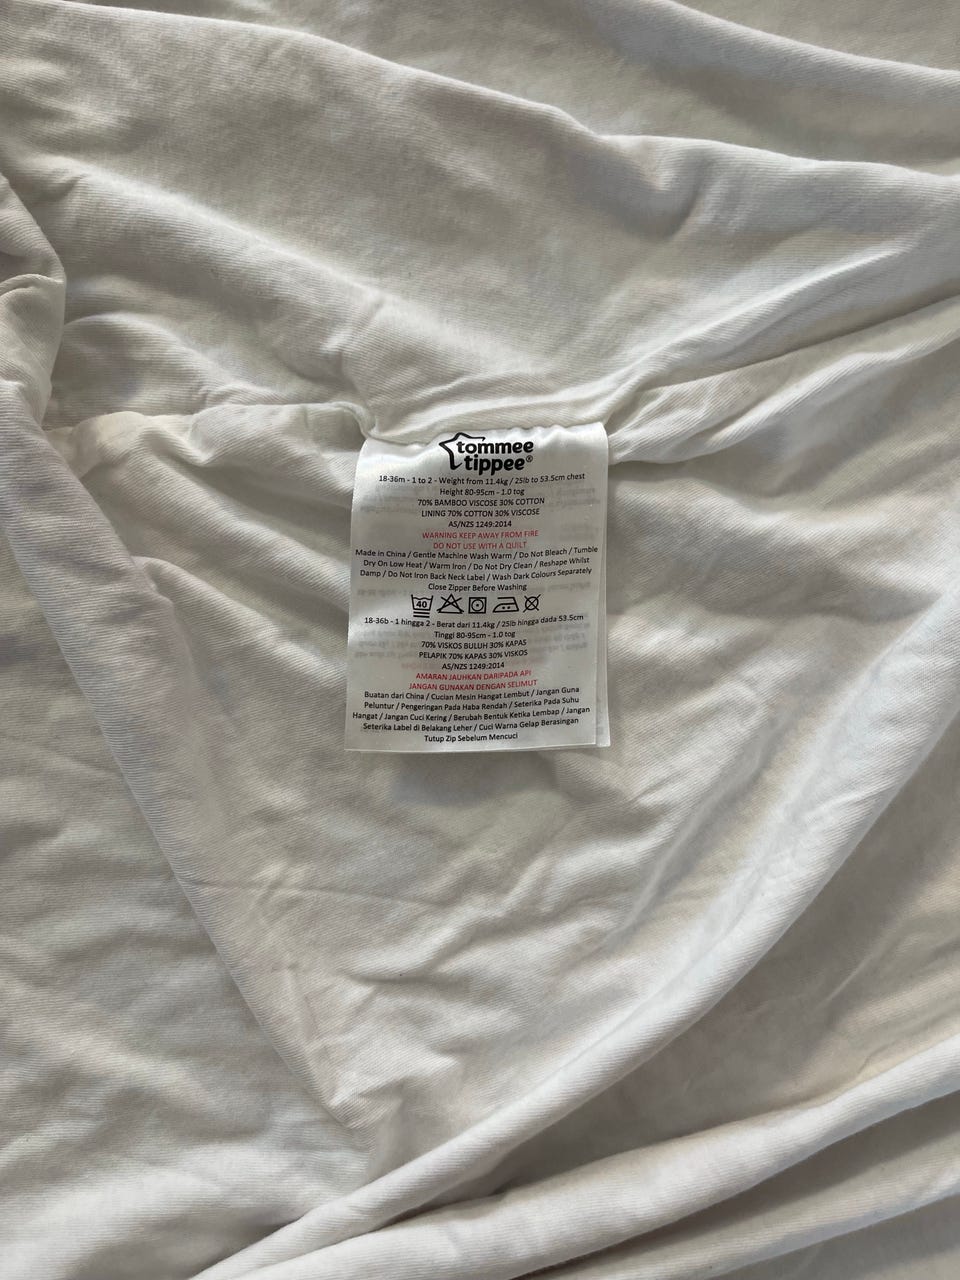 tommee
tippee®
18-36m - 1 to 2 - Weight from 11.4kg / 25lb to 53.5cm chest
Height 80-95cm - 1.0 tog
70% BAMBOO VISCOSE 30% COTTON
LINING 70% COTTON 30% VISCOSE
AS/NZS 1249:2014
WARNING KEEP AWAY FROM FIRE
DO NOT USE WITH A QUILT
Made in China / Gentle Machine Wash Warm / Do Not Bleach / Tumble
Dry On Low Heat / Warm Iron / Do Not Dry Clean / Reshape Whilst
Damp / Do Not Iron Back Neck Label / Wash Dark Colours Separately
Close Zipper Before Washing
40
18-36b - 1 hingga 2 - Berat dari 11.4kg / 25lb hingga dada 53.5cm
Tinggi 80-95cm - 1.0 tog
70% VISKOS BULUH 30% KAPAS
PELAPIK 70% KAPAS 30% VISKOS
AS/NZS 1249:2014
AMARAN JAUHKAN DARIPADA API
JANGAN GUNAKAN DENGAN SELIMUT
Buatan dari China / Cucian Mesin Hangat Lembut / Jangan Guna
Peluntur / Pengeringan Pada Haba Rendah / Seterika Pada Suhu
Hangat / Jangan Cuci Kering / Berubah Bentuk Ketika Lembap / Jangan
Seterika Label di Belakang Leher / Cuci Warna Gelap Berasingan
Tutup Zip Sebelum Mencuci